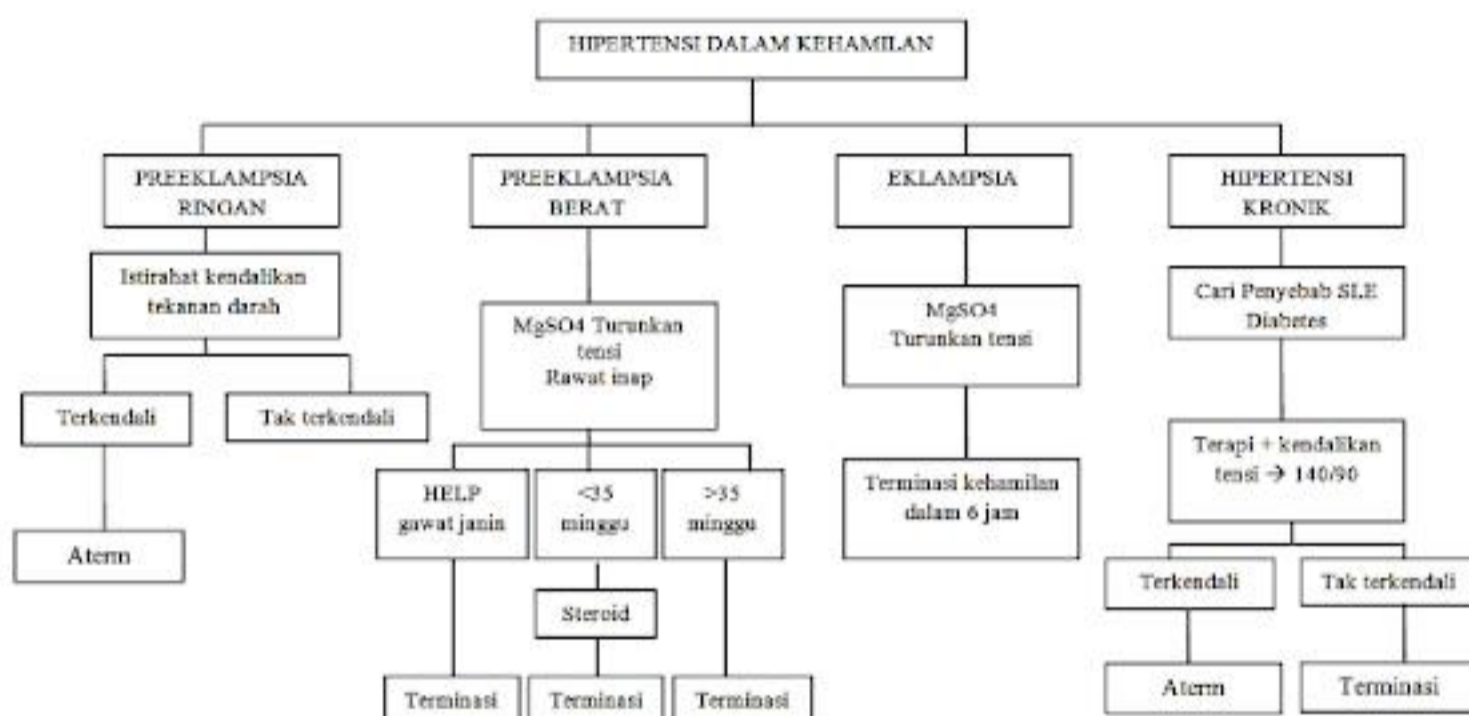 HIPERTENSI DALAM KEHAMILAN
PREEKLAMPSIA
RINGAN
PREEKLAMPSIA
BERAT
EKLAMPSIA
HIPERTENSI
KRONIK
Istirahat kendalikan
tekanan darah
MgSO4 Turunkan
tensi
Rawat inap
MgSO4
Turunkan tensi
Cari Penyebab SLE
Diabetes
Terkendali
Tak terkendali
Terapi + kendalikan
tensi → 140/90
HELP
gawat janin
<35
minggu
>35
minggu
Terminasi kehamilan
dalam 6 jam
Aterm
Steroid
Terkendali
Tak terkendali
Terminasi
Terminasi
Terminasi
Aterm
Terminasi